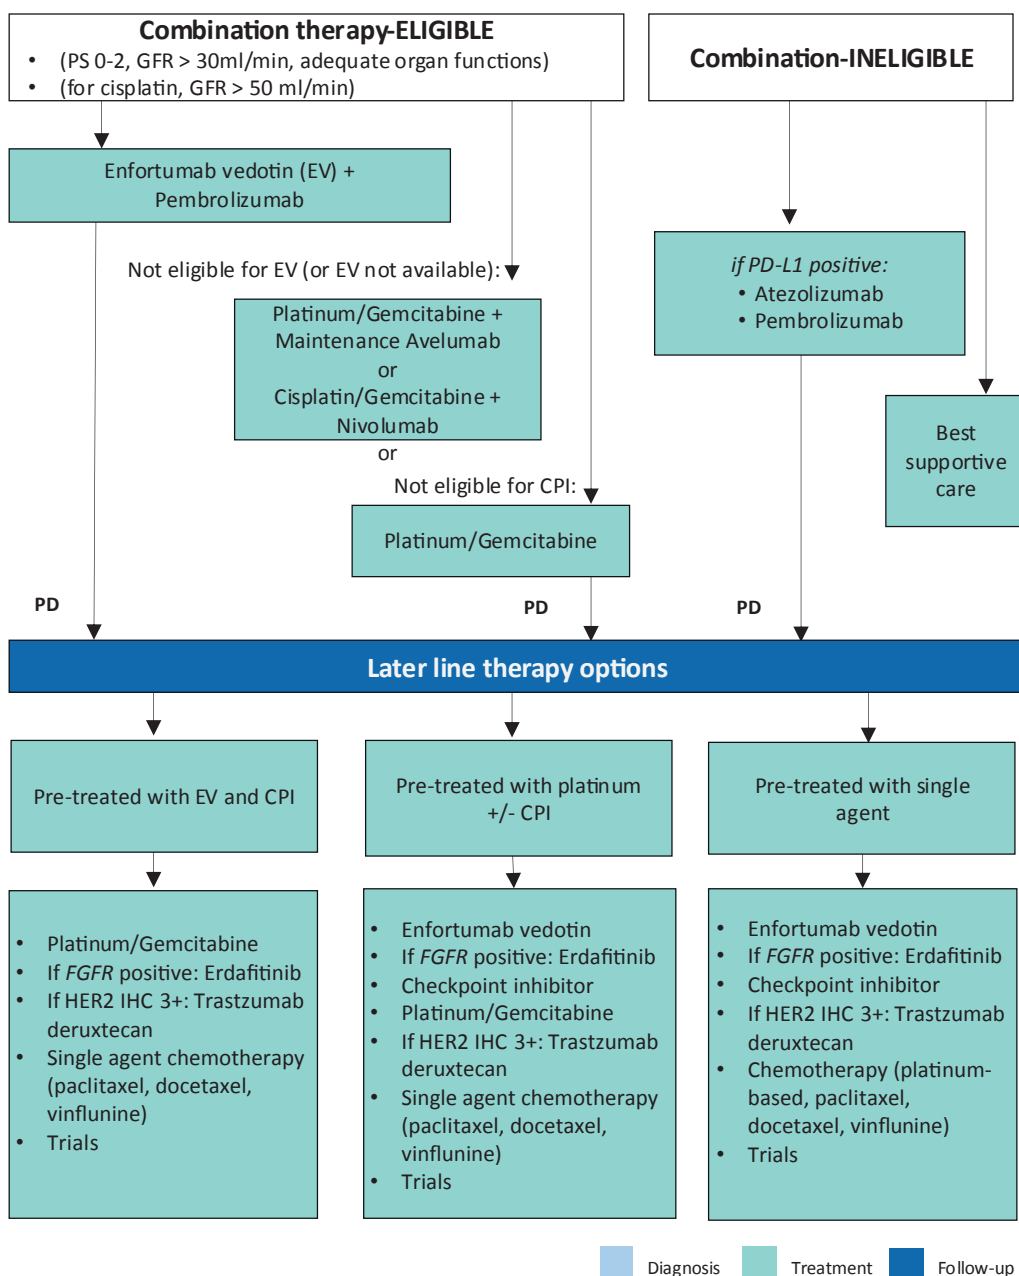 Combination therapy-ELIGIBLE
• (PS 0-2, GFR > 30ml/min, adequate organ functions)
• (for cisplatin, GFR > 50 ml/min)
Combination-INELIGIBLE
Enfortumab vedotin (EV) +
Pembrolizumab
Not eligible for EV (or EV not available):
Platinum/Gemcitabine +
Maintenance Avelumab
or
Cisplatin/Gemcitabine +
Nivolumab
or
Not eligible for CPI:
Platinum/Gemcitabine
if PD-L1 positive:
• Atezolizumab
• Pembrolizumab
Best
supportive
care
PD
PD
PD
Later line therapy options
Pre-treated with EV and CPI
Pre-treated with platinum
+/- CPI
Pre-treated with single
agent
• Platinum/Gemcitabine
• If FGFR positive: Erdafitinib
• If HER2 IHC 3+: Trastzumab
deruxtecan
• Single agent chemotherapy
(paclitaxel, docetaxel,
vinflunine)
• Trials
• Enfortumab vedotin
• If FGFR positive: Erdafitinib
• Checkpoint inhibitor
• Platinum/Gemcitabine
• If HER2 IHC 3+: Trastzumab
deruxtecan
• Single agent chemotherapy
(paclitaxel, docetaxel,
vinflunine)
• Trials
• Enfortumab vedotin
• If FGFR positive: Erdafitinib
• Checkpoint inhibitor
• If HER2 IHC 3+: Trastzumab
deruxtecan
• Chemotherapy (platinum-
based, paclitaxel,
docetaxel, vinflunine)
• Trials
Diagnosis
Treatment
Follow-up